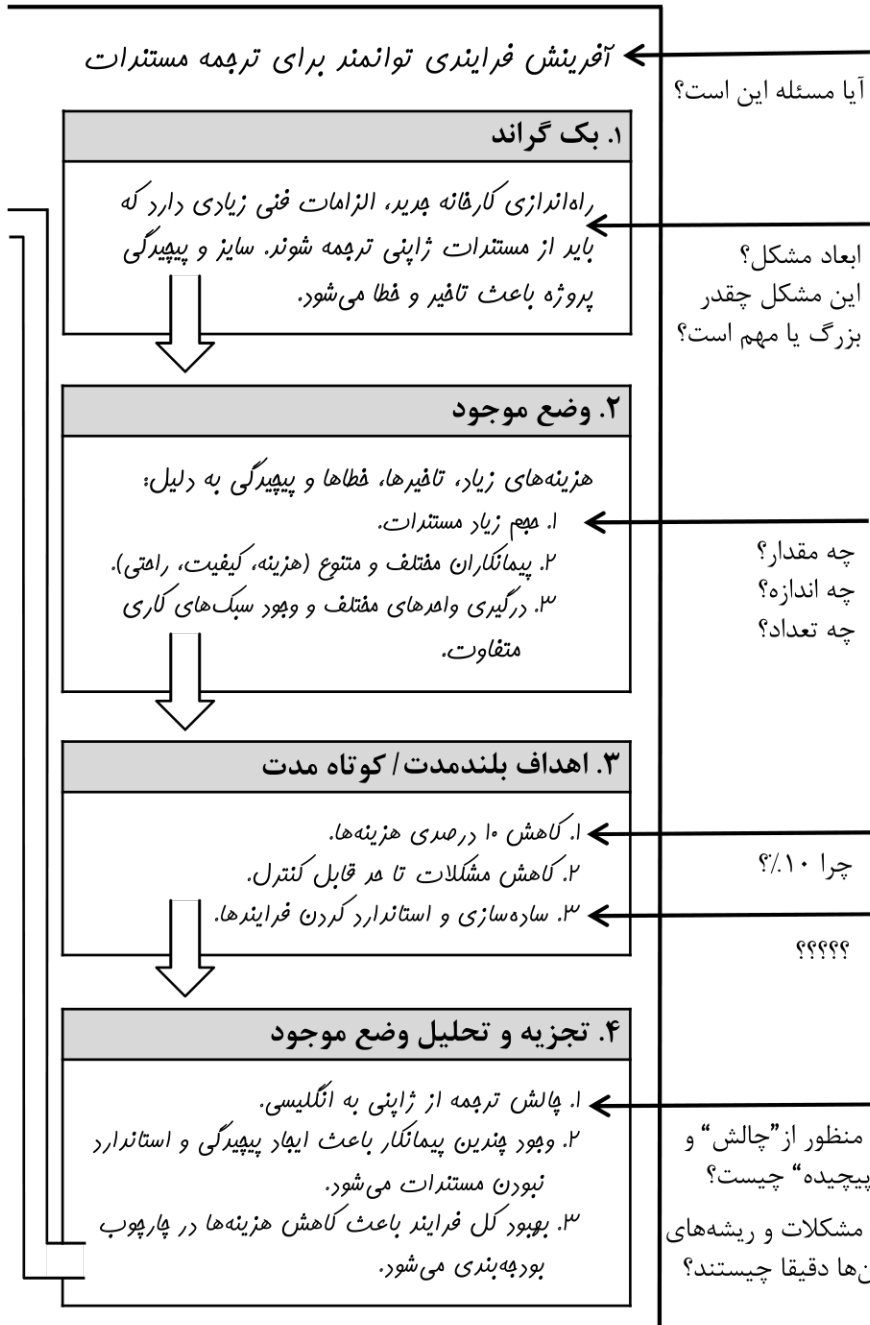 آفرینش فرایندی توانمند برای ترجمه مستندات
آیا مسئله این است؟
۱. بک گراند
راه‌اندازی کارخانه جدید، الزامات فنی زیادی دارد که
باید از مستندات ژاپنی ترجمه شوند. سایز و پیچیدگی
پروژه باعث تاخیر و خطا می‌شود.
ابعاد مشکل؟
این مشکل چقدر
بزرگ یا مهم است؟
۲. وضع موجود
هزینه‌های زیاد، تاخیرها، خطاها و پیچیدگی به دلیل:
۱. حجم زیاد مستندات.
۲. پیمانکاران مختلف و متنوع (هزینه، کیفیت، راحتی).
۳. درگیری واحدهای مختلف و وجود سبک‌های کاری
متفاوت.
چه مقدار؟
چه اندازه؟
چه تعداد؟
۳. اهداف بلندمدت/ کوتاه مدت
۱. کاهش ۱۰ درصدی هزینه‌ها.
۲. کاهش مشکلات تا حد قابل کنترل.
۳. ساده‌سازی و استاندارد کردن فرایندها.
چرا ۱۰٪؟
؟؟؟؟؟
۴. تجزیه و تحلیل وضع موجود
۱. چالش ترجمه از ژاپنی به انگلیسی.
۲. وجود چندین پیمانکار باعث ایجاد پیچیدگی و استاندارد
نبودن مستندات می‌شود.
۳. بهبود کل فرایند باعث کاهش هزینه‌ها در چارچوب
بودجه‌بندی می‌شود.
منظور از”چالش“ و
پیچیده“ چیست؟
مشکلات و ریشه‌های
ن‌ها دقیقا چیستند؟